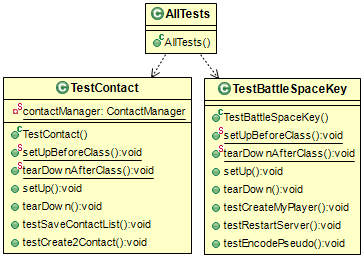 AllTests
AllTests()
TestContact
contactManager: ContactManager
TestContact()
setUpBeforeClass():void
tearDownAfterClass():void
setUp():void
tearDown():void
testSaveContactList():void
testCreate2Contact():void
TestBattleSpaceKey
TestBattleSpaceKey()
setUpBeforeClass():void
tearDownAfterClass():void
setUp():void
tearDown():void
testCreateMyPlayer():void
testRestartServer():void
testEncodePseudo():void